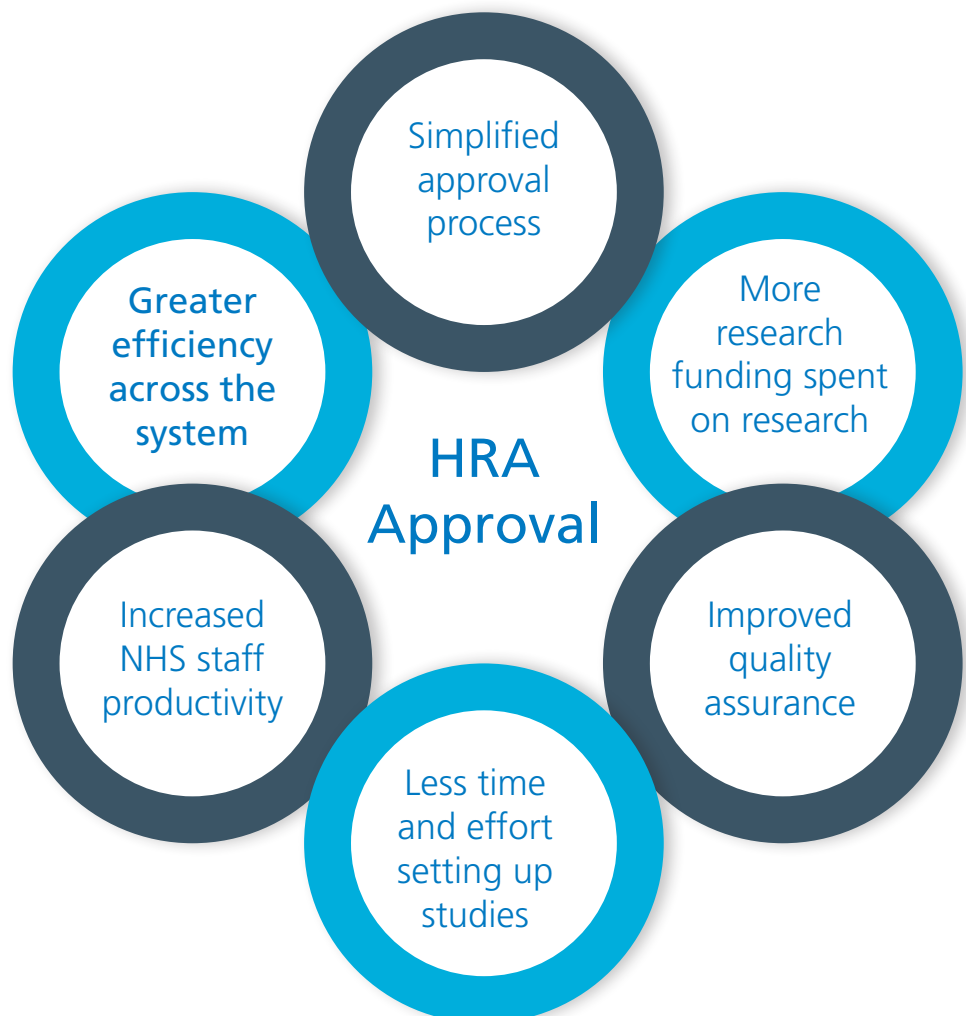 Simplified
approval
process
More
research
funding spent
on research
Improved
quality
assurance
Less time
and effort
setting up
studies
Increased
NHS staff
productivity
Greater
efficiency
across the
system
HRA
Approval